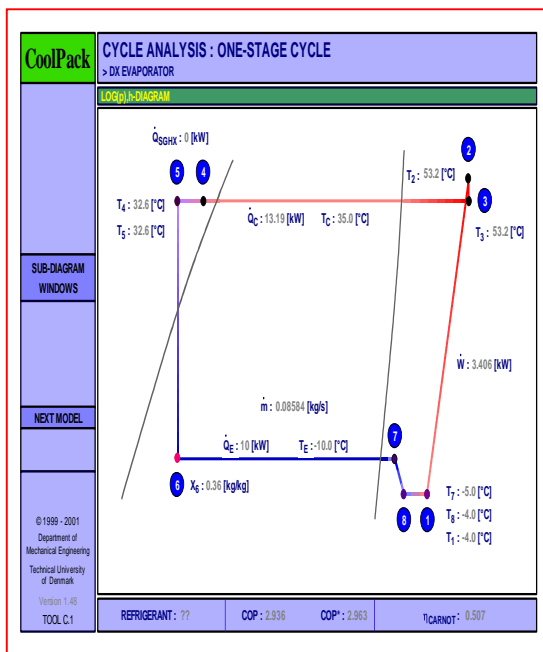 CoolPack
CYCLE ANALYSIS : ONE-STAGE CYCLE
> DX EVAPORATOR
LOG(p),h-DIAGRAM
Q̇SGHX : 0 [kW]
5
4
2
3
T2 : 53.2 [°C]
T4 : 32.6 [°C]
T5 : 32.6 [°C]
Q̇C : 13.19 [kW]
TC : 35.0 [°C]
T3 : 53.2 [°C]
SUB-DIAGRAM
WINDOWS
Ẇ : 3.406 [kW]
ṁ : 0.08584 [kg/s]
NEXT MODEL
7
Q̇E : 10 [kW]
TE : -10.0 [°C]
6
X6 : 0.36 [kg/kg]
8
1
T7 : -5.0 [°C]
T8 : -4.0 [°C]
T1 : -4.0 [°C]
© 1999 - 2001
Department of
Mechanical Engineering
Technical University
of Denmark
Version 1.48
TOOL C.1
REFRIGERANT : ??
COP : 2.936
COP* : 2.963
ηCARNOT : 0.507